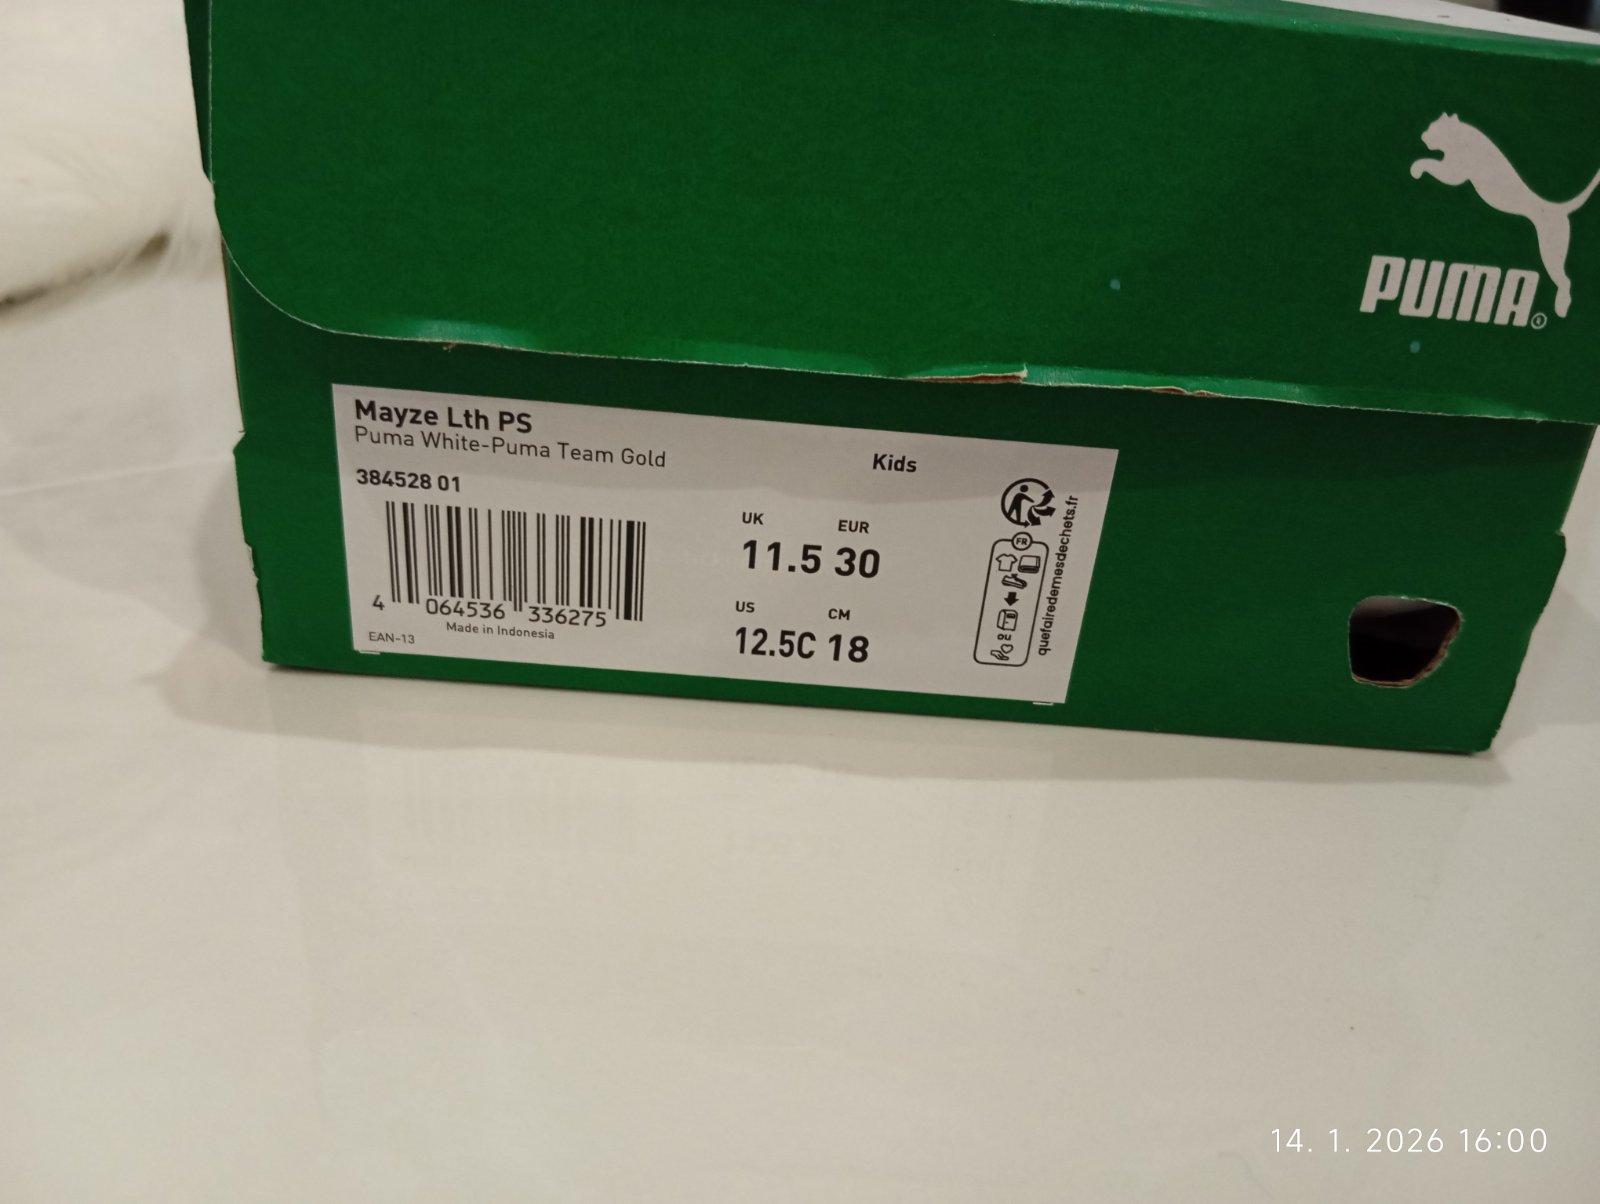 PUMA®
Mayze Lth PS
Puma White-Puma Team Gold
Kids
384528 01
UK EUR
11.5 30
US CM
12.5C 18
4 064536 336275
EAN-13
Made in Indonesia
FR
OU
quefairedemesdechets.fr
14. 1. 2026 16:00